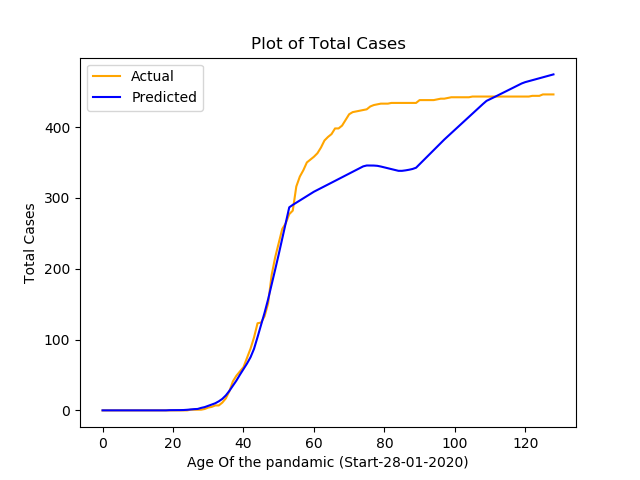 Plot of Total Cases
Actual
Predicted
400
300
200
100
0
Total Cases
0 20 40 60 80 100 120
Age Of the pandamic (Start-28-01-2020)